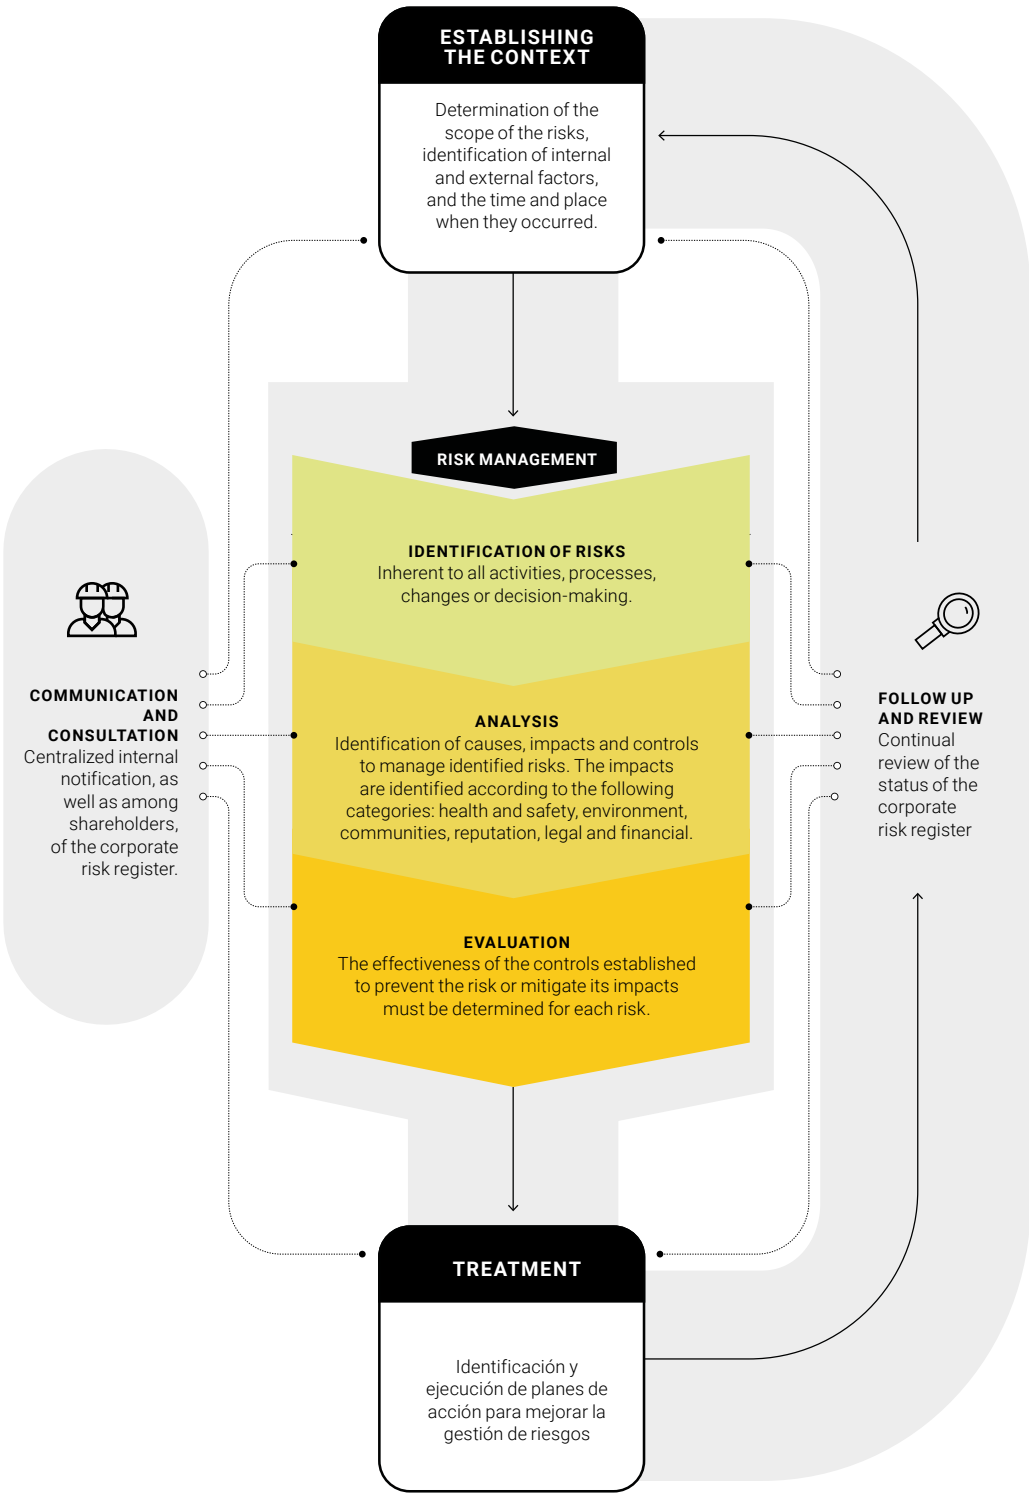 ESTABLISHING
THE CONTEXT
Determination of the
scope of the risks,
identification of internal
and external factors,
and the time and place
when they occurred.
RISK MANAGEMENT
IDENTIFICATION OF RISKS
Inherent to all activities, processes,
changes or decision-making.
ANALYSIS
Identification of causes, impacts and controls
to manage identified risks. The impacts
are identified according to the following
categories: health and safety, environment,
communities, reputation, legal and financial.
EVALUATION
The effectiveness of the controls established
to prevent the risk or mitigate its impacts
must be determined for each risk.
COMMUNICATION
AND
CONSULTATION
Centralized internal
notification, as
well as among
shareholders,
of the corporate
risk register.
FOLLOW UP
AND REVIEW
Continual
review of the
status of the
corporate
risk register
TREATMENT
Identificación y
ejecución de planes de
acción para mejorar la
gestión de riesgos